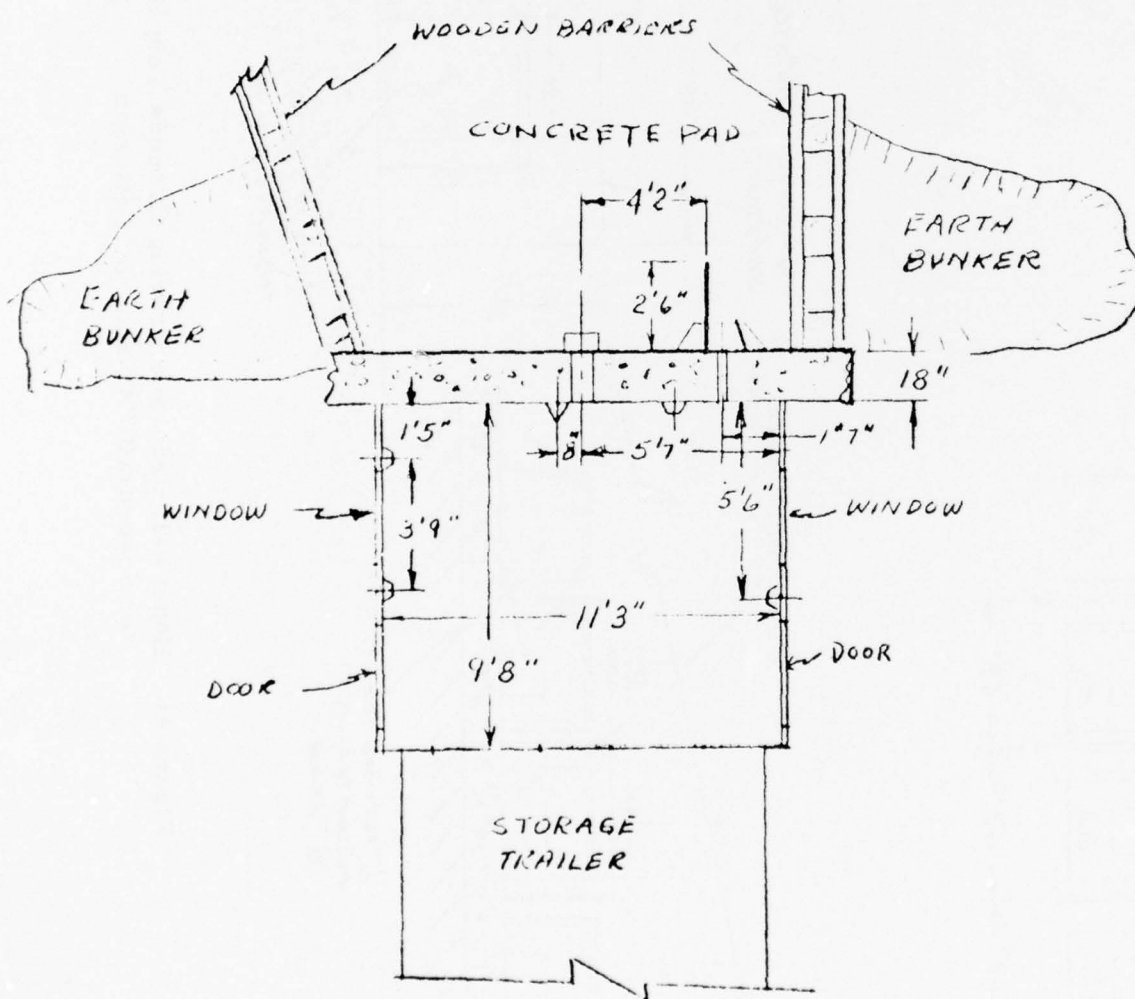 WOODEN BARRIERS
CONCRETE PAD
4'2"
EARTH
BUNKER
2'6"
EARTH
BUNKER
18"
1'5"
8"
5'7"
1'7"
WINDOW
3'9"
5'6"
WINDOW
11'3"
9'8"
DOOR
DOOR
STORAGE
TRAILER